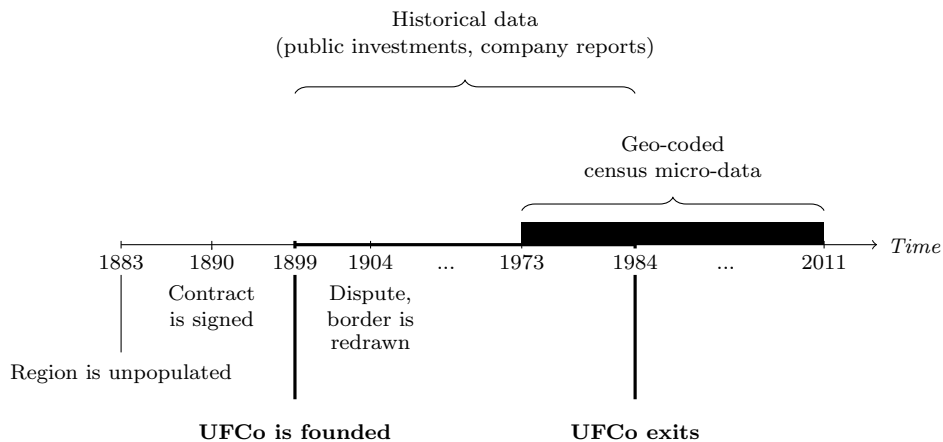 Historical data
(public investments, company reports)
Geo-coded
census micro-data
Time
1883 1890 1899 1904 ... 1973 1984 ... 2011
Contract
is signed
Dispute,
border is
redrawn
Region is unpopulated
UFCo is founded
UFCo exits